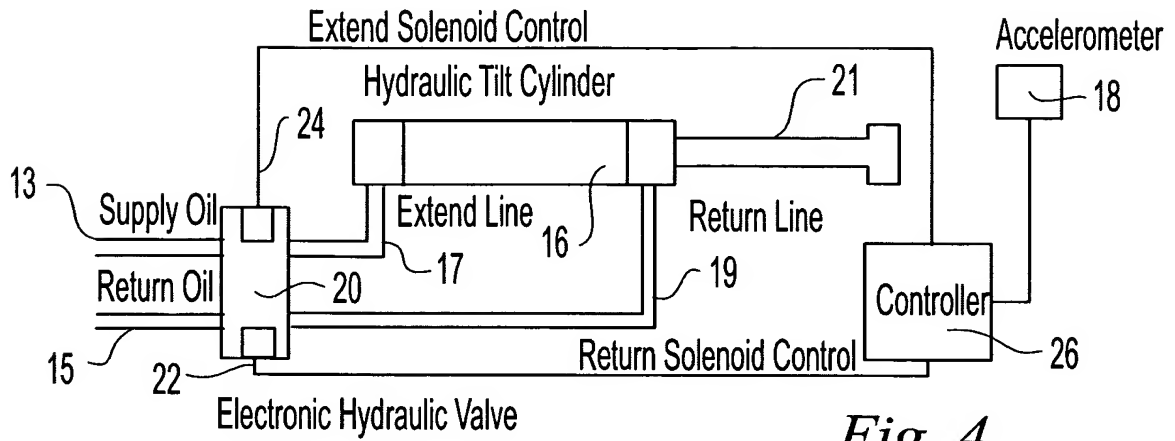 Extend Solenoid Control
Accelerometer
Hydraulic Tilt Cylinder
21
18
24
13
Supply Oil
Extend Line
16
Return Line
17
Return Oil
20
19
Controller
15
22
Return Solenoid Control
26
Electronic Hydraulic Valve
Fig. 4